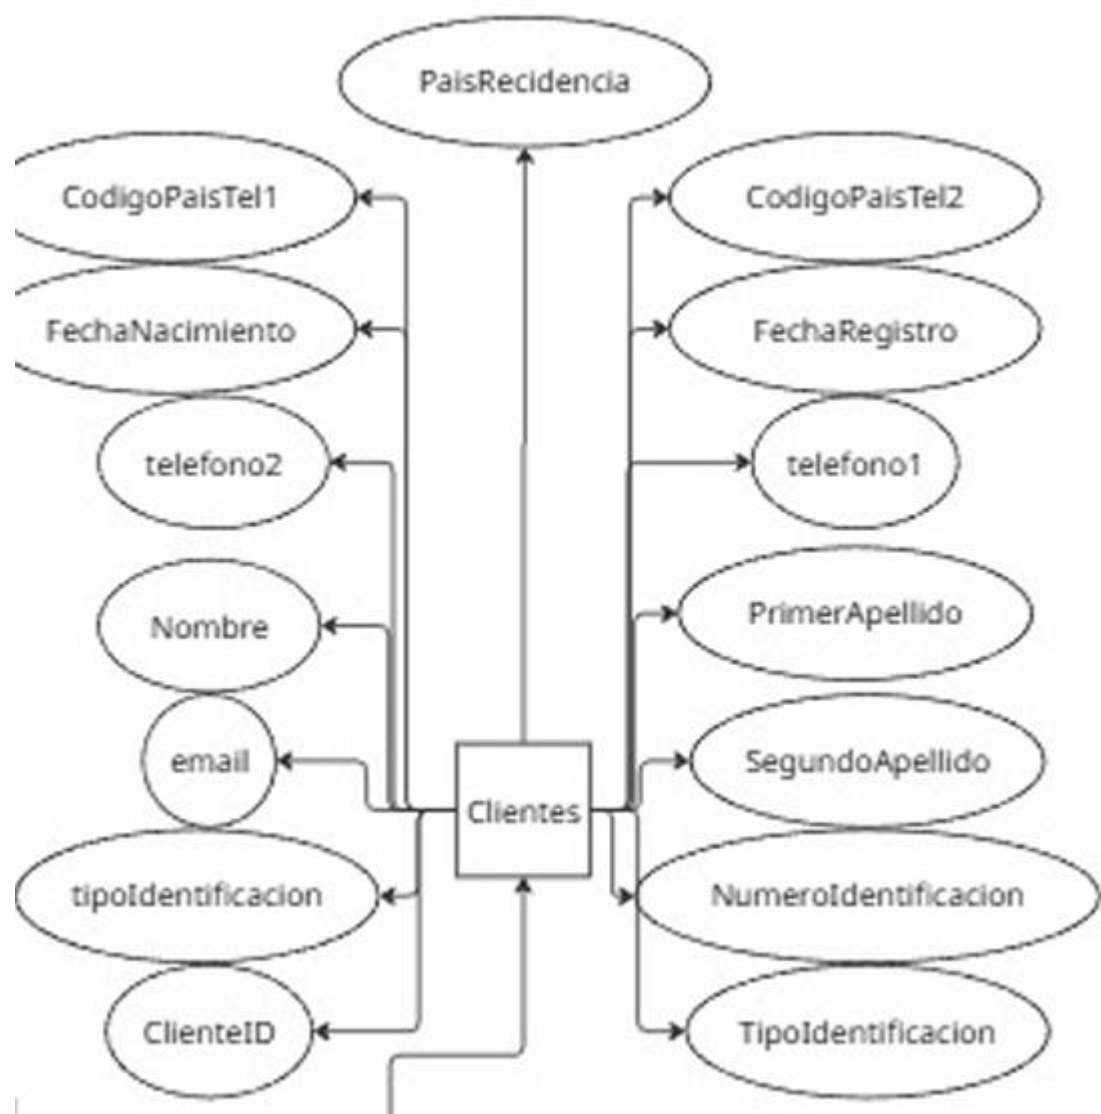 PaisRecidencia
CodigoPaisTel1
CodigoPaisTel2
FechaNacimiento
FechaRegistro
telefono2
telefono1
Nombre
PrimerApellido
email
SegundoApellido
Clientes
tipoIdentificacion
NumeroIdentificacion
ClienteID
TipoIdentificacion